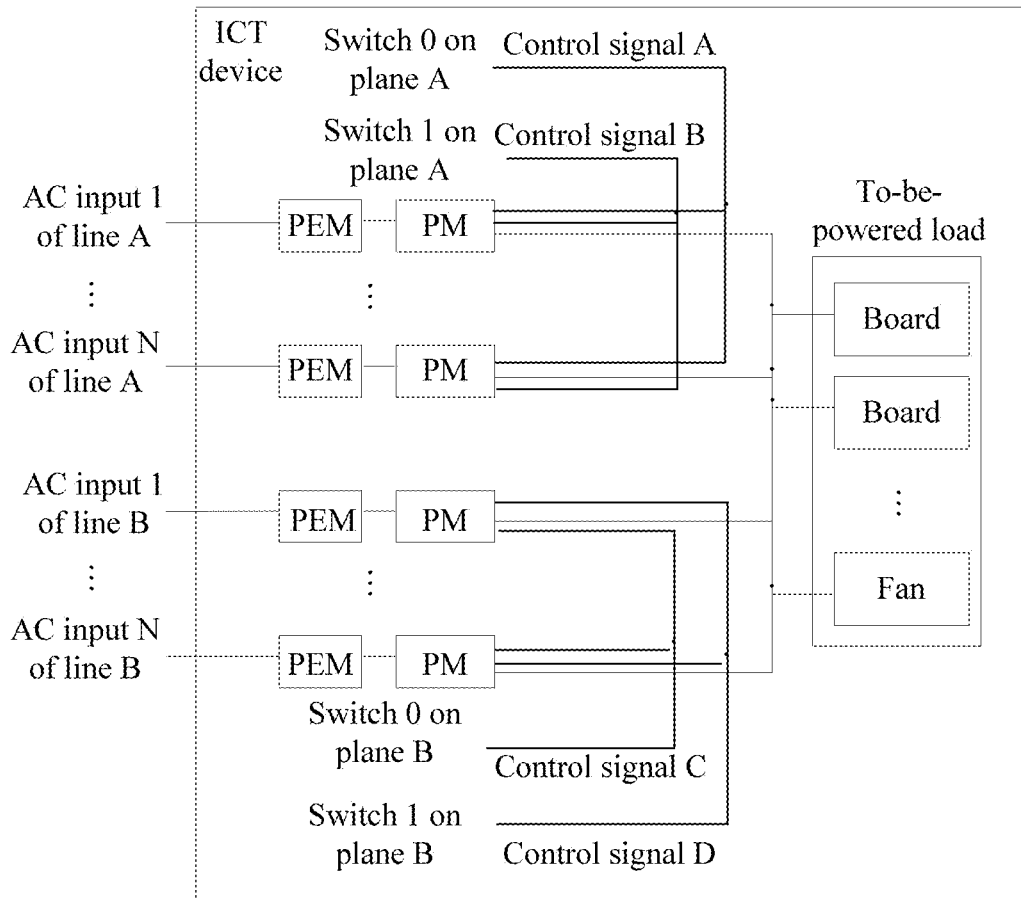 ICT
device
Switch 0 on
plane A
Control signal A
Switch 1 on
plane A
Control signal B
AC input 1
of line A
PEM
PM
To-be-
powered load
⋮
⋮
Board
AC input N
of line A
PEM
PM
Board
AC input 1
of line B
PEM
PM
⋮
⋮
⋮
Fan
AC input N
of line B
PEM
PM
Switch 0 on
plane B
Control signal C
Switch 1 on
plane B
Control signal D